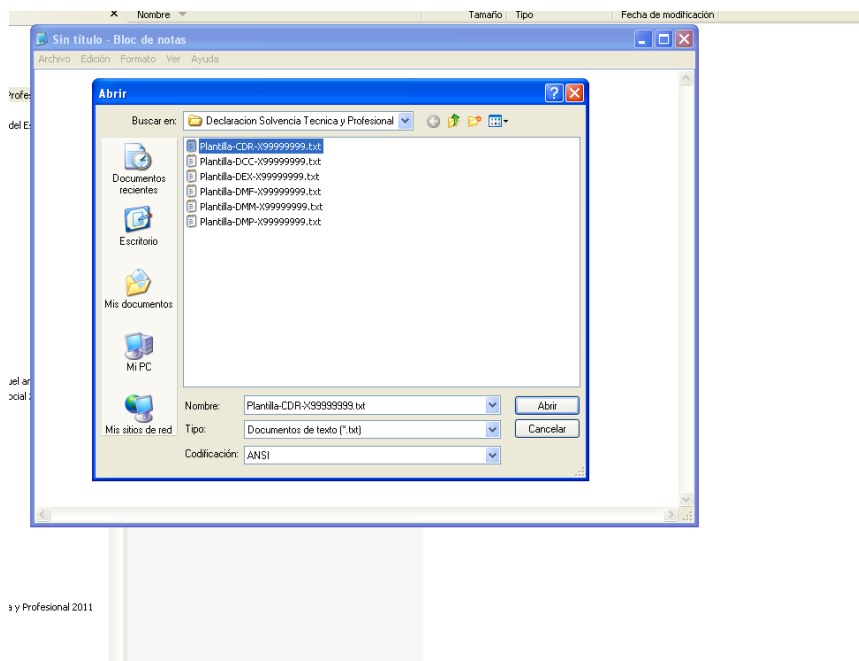 Nombre Tamaño Tipo Fecha de modificación
Sin título - Bloc de notas
Archivo Edición Formato Ver Ayuda
Abrir
Buscar en: Declaracion Solvencia Tecnica y Profesional
Plantilla-CDR-X99999999.txt
Plantilla-DCC-X99999999.txt
Plantilla-DEX-X99999999.txt
Plantilla-DMF-X99999999.txt
Plantilla-DMM-X99999999.txt
Plantilla-DMP-X99999999.txt
Documentos
recientes
Escritorio
Mis documentos
Mi PC
Mis sitios de red
Nombre: Plantilla-CDR-X99999999.txt Abrir
Tipo: Documentos de texto (*.txt) Cancelar
Codificación: ANSI
Profe
del E
uel a
ocial
a y Profesional 2011